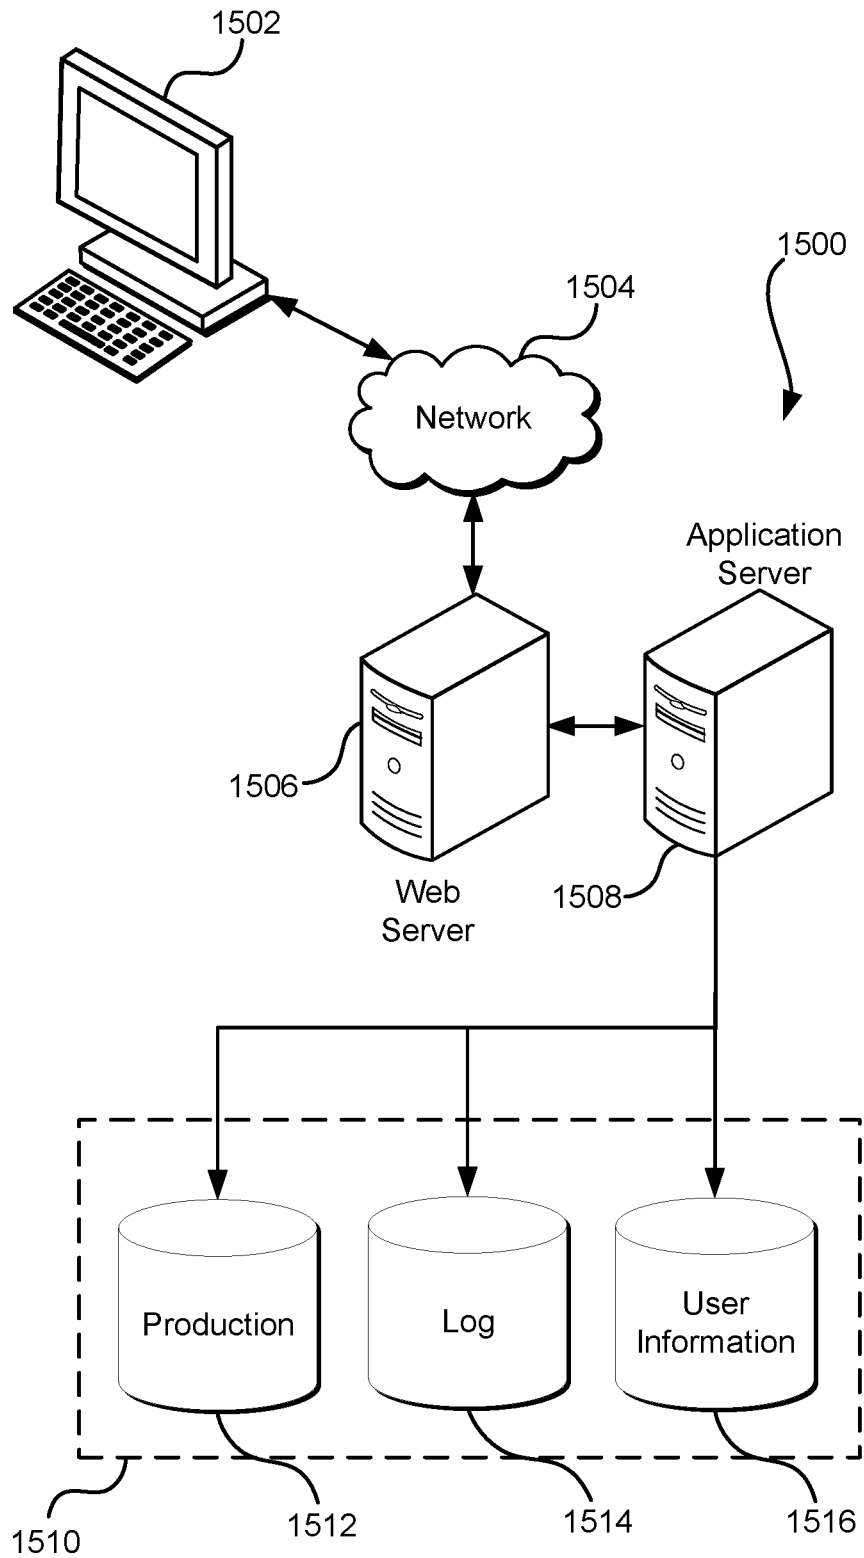 1502
1500
1504
Network
Application
Server
1506
Web
Server
1508
Production
Log
User
Information
1510
1512
1514
1516